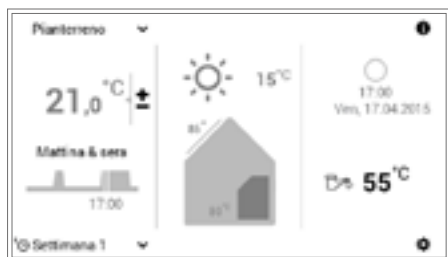 Pianterreno
21,0 °C ±
Mattina & sera
17:00
Settimana 1
15°C
17:00
Ven, 17.04.2015
55°C